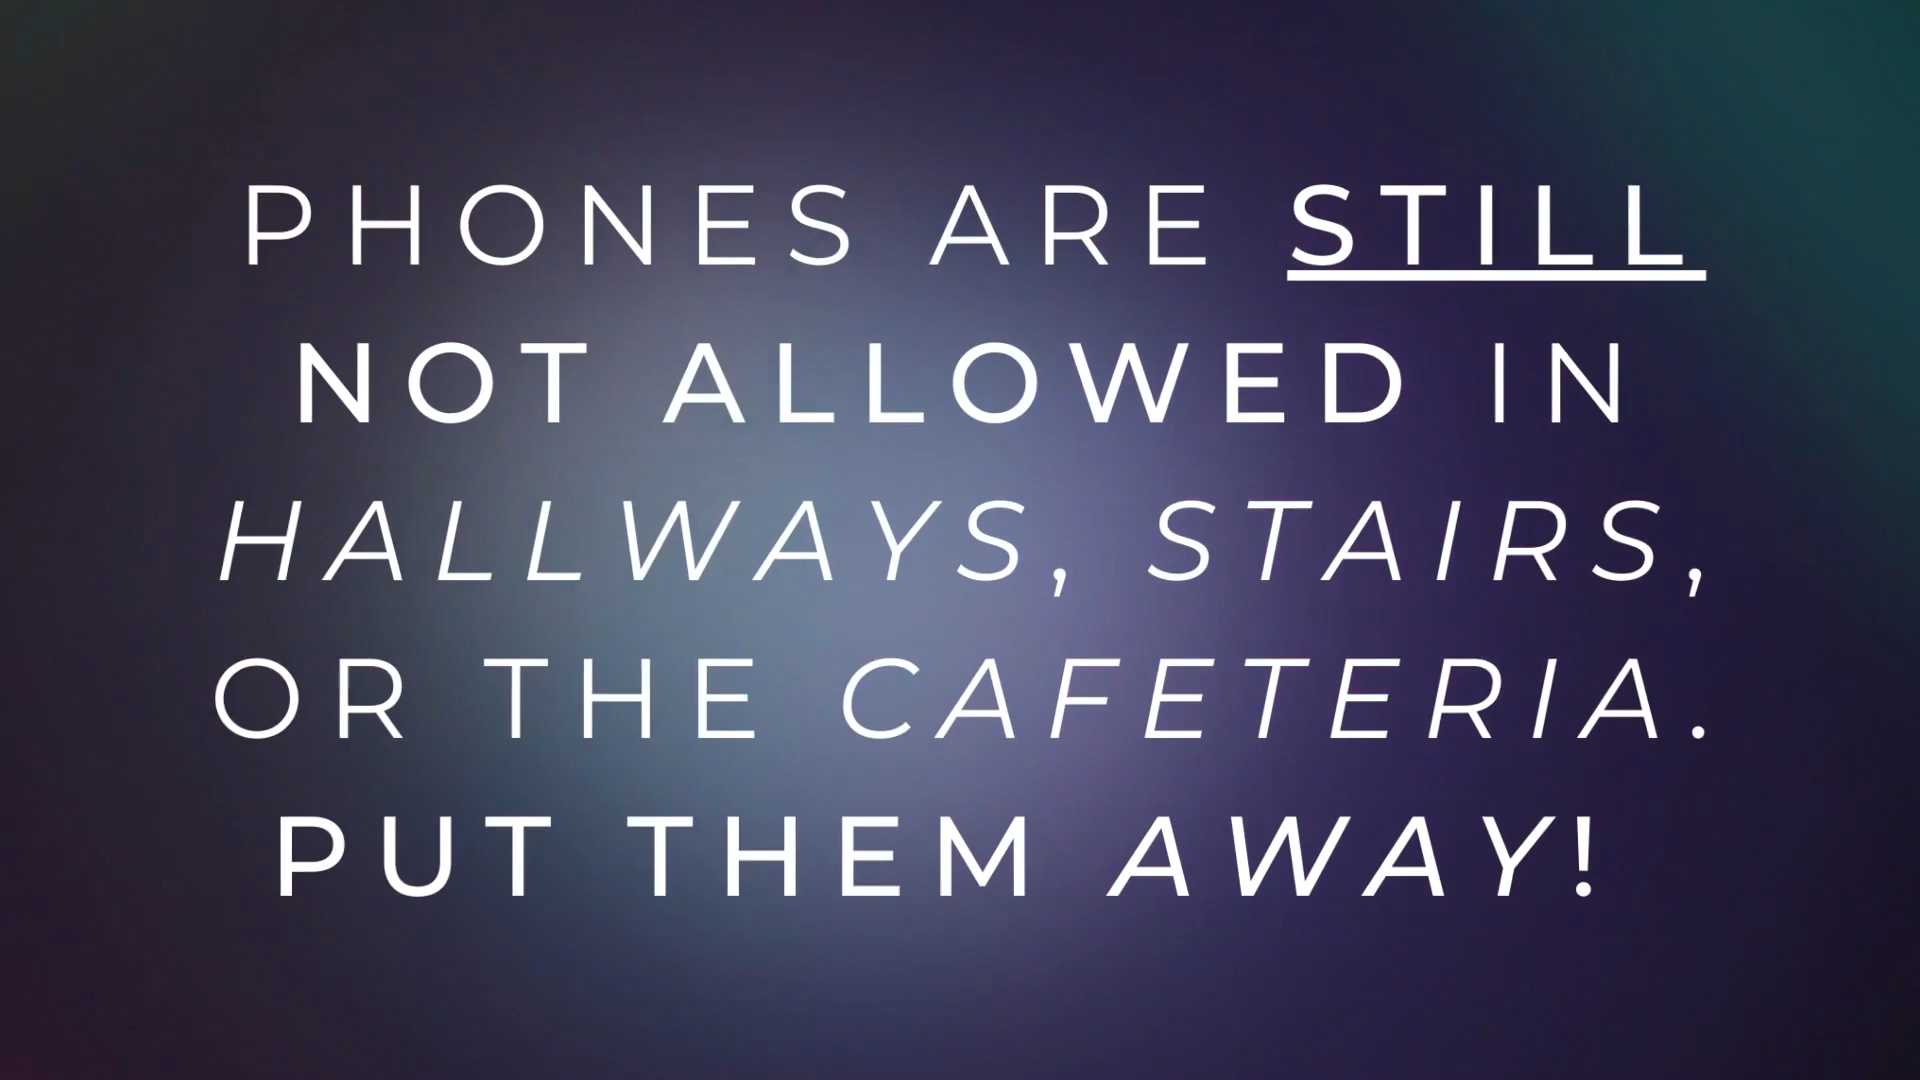 PHONES ARE STILL
NOT ALLOWED IN
HALLWAYS, STAIRS,
OR THE CAFETERIA.
PUT THEM AWAY!